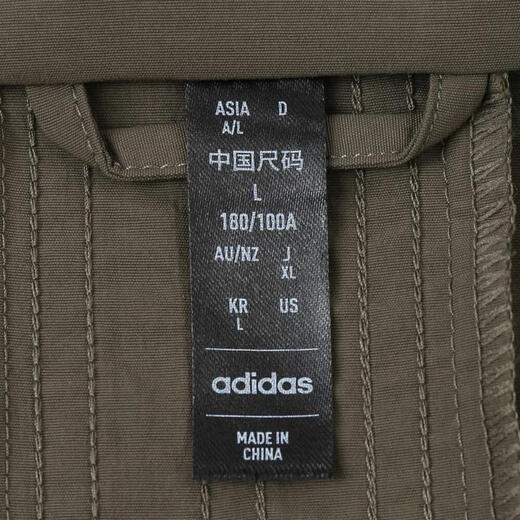 ASIA D
A/L
中国尺码
L
180/100A
AU/NZ J
XL
KR US
L
adidas
MADE IN
CHINA